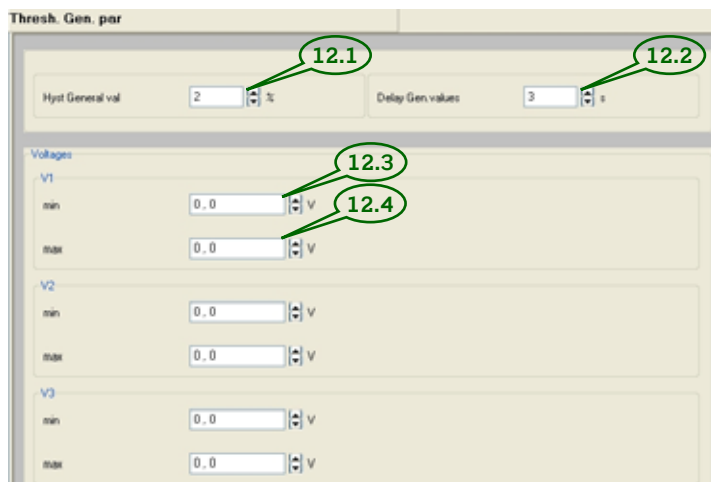 Thresh. Gen. par
12.1
12.2
Hyst General val 2 % Delay Gen.values 3 s
Voltages
12.3
V1
min 0,0 V
12.4
max 0,0 V
V2
min 0,0 V
max 0,0 V
V3
min 0,0 V
max 0,0 V